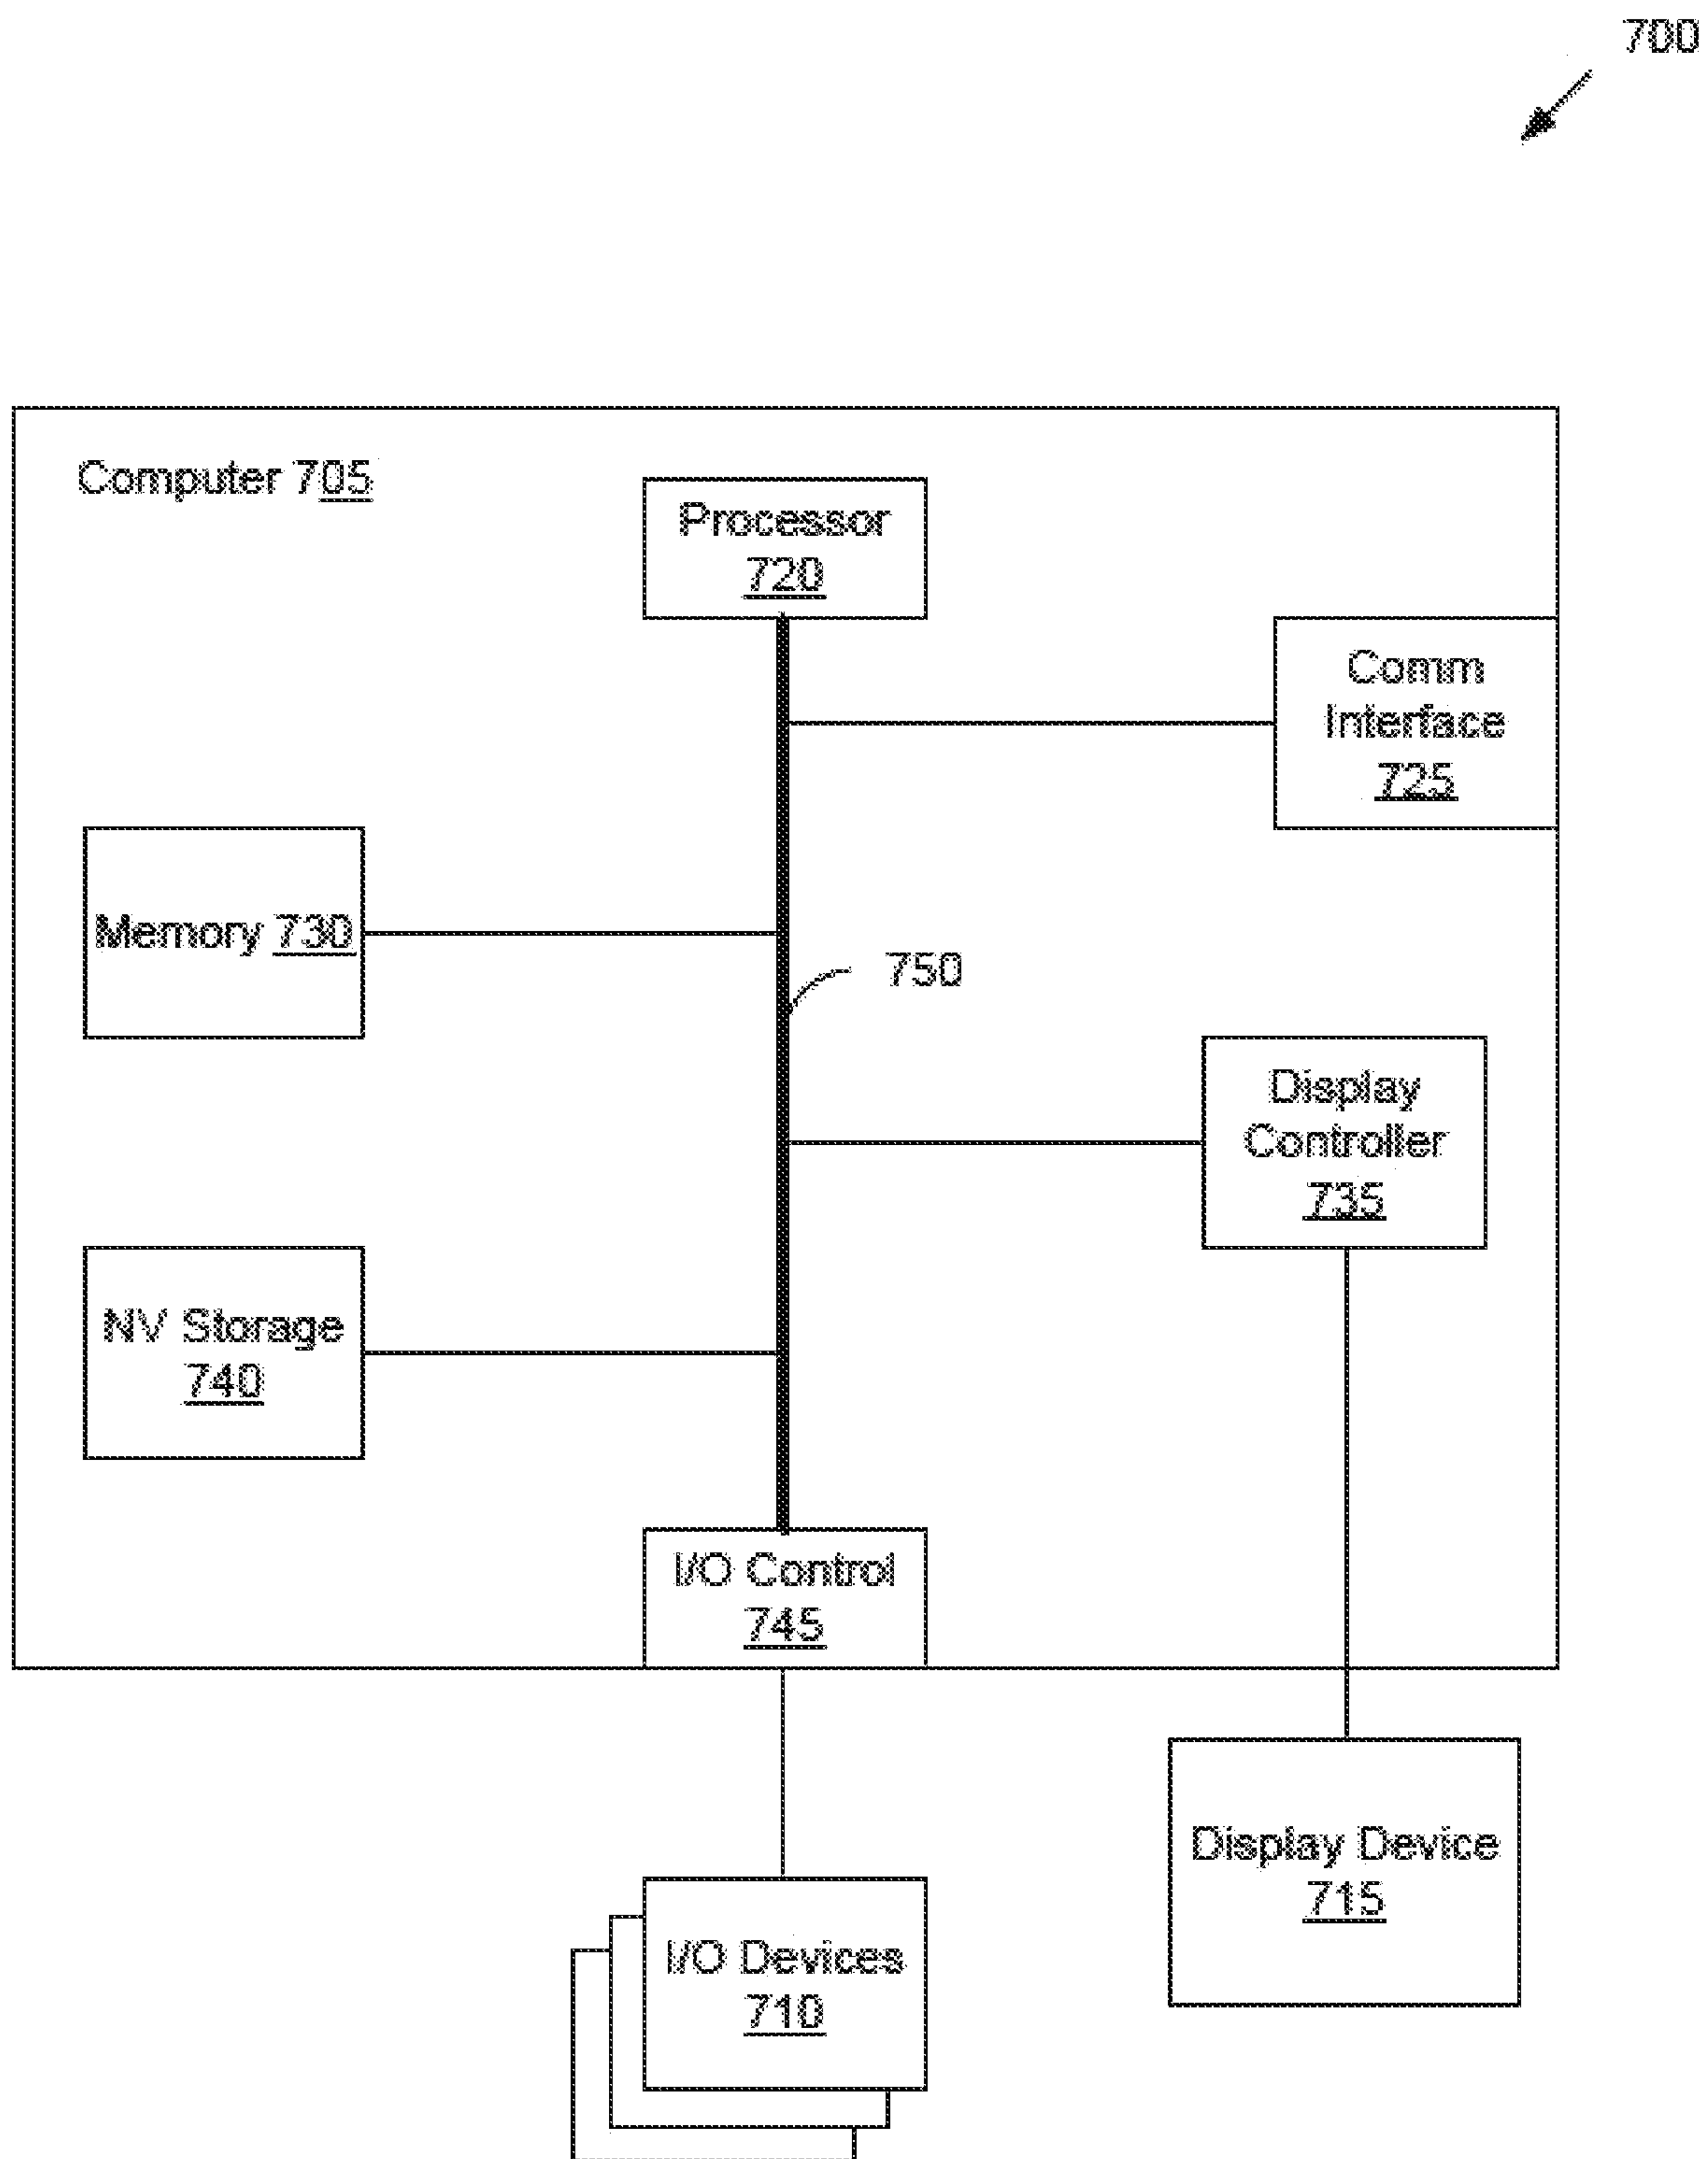 700
Computer 705
Processor
720
Comm
Interface
725
Memory 730
750
Display
Controller
735
NV Storage
740
I/O Control
745
Display Device
715
I/O Devices
710